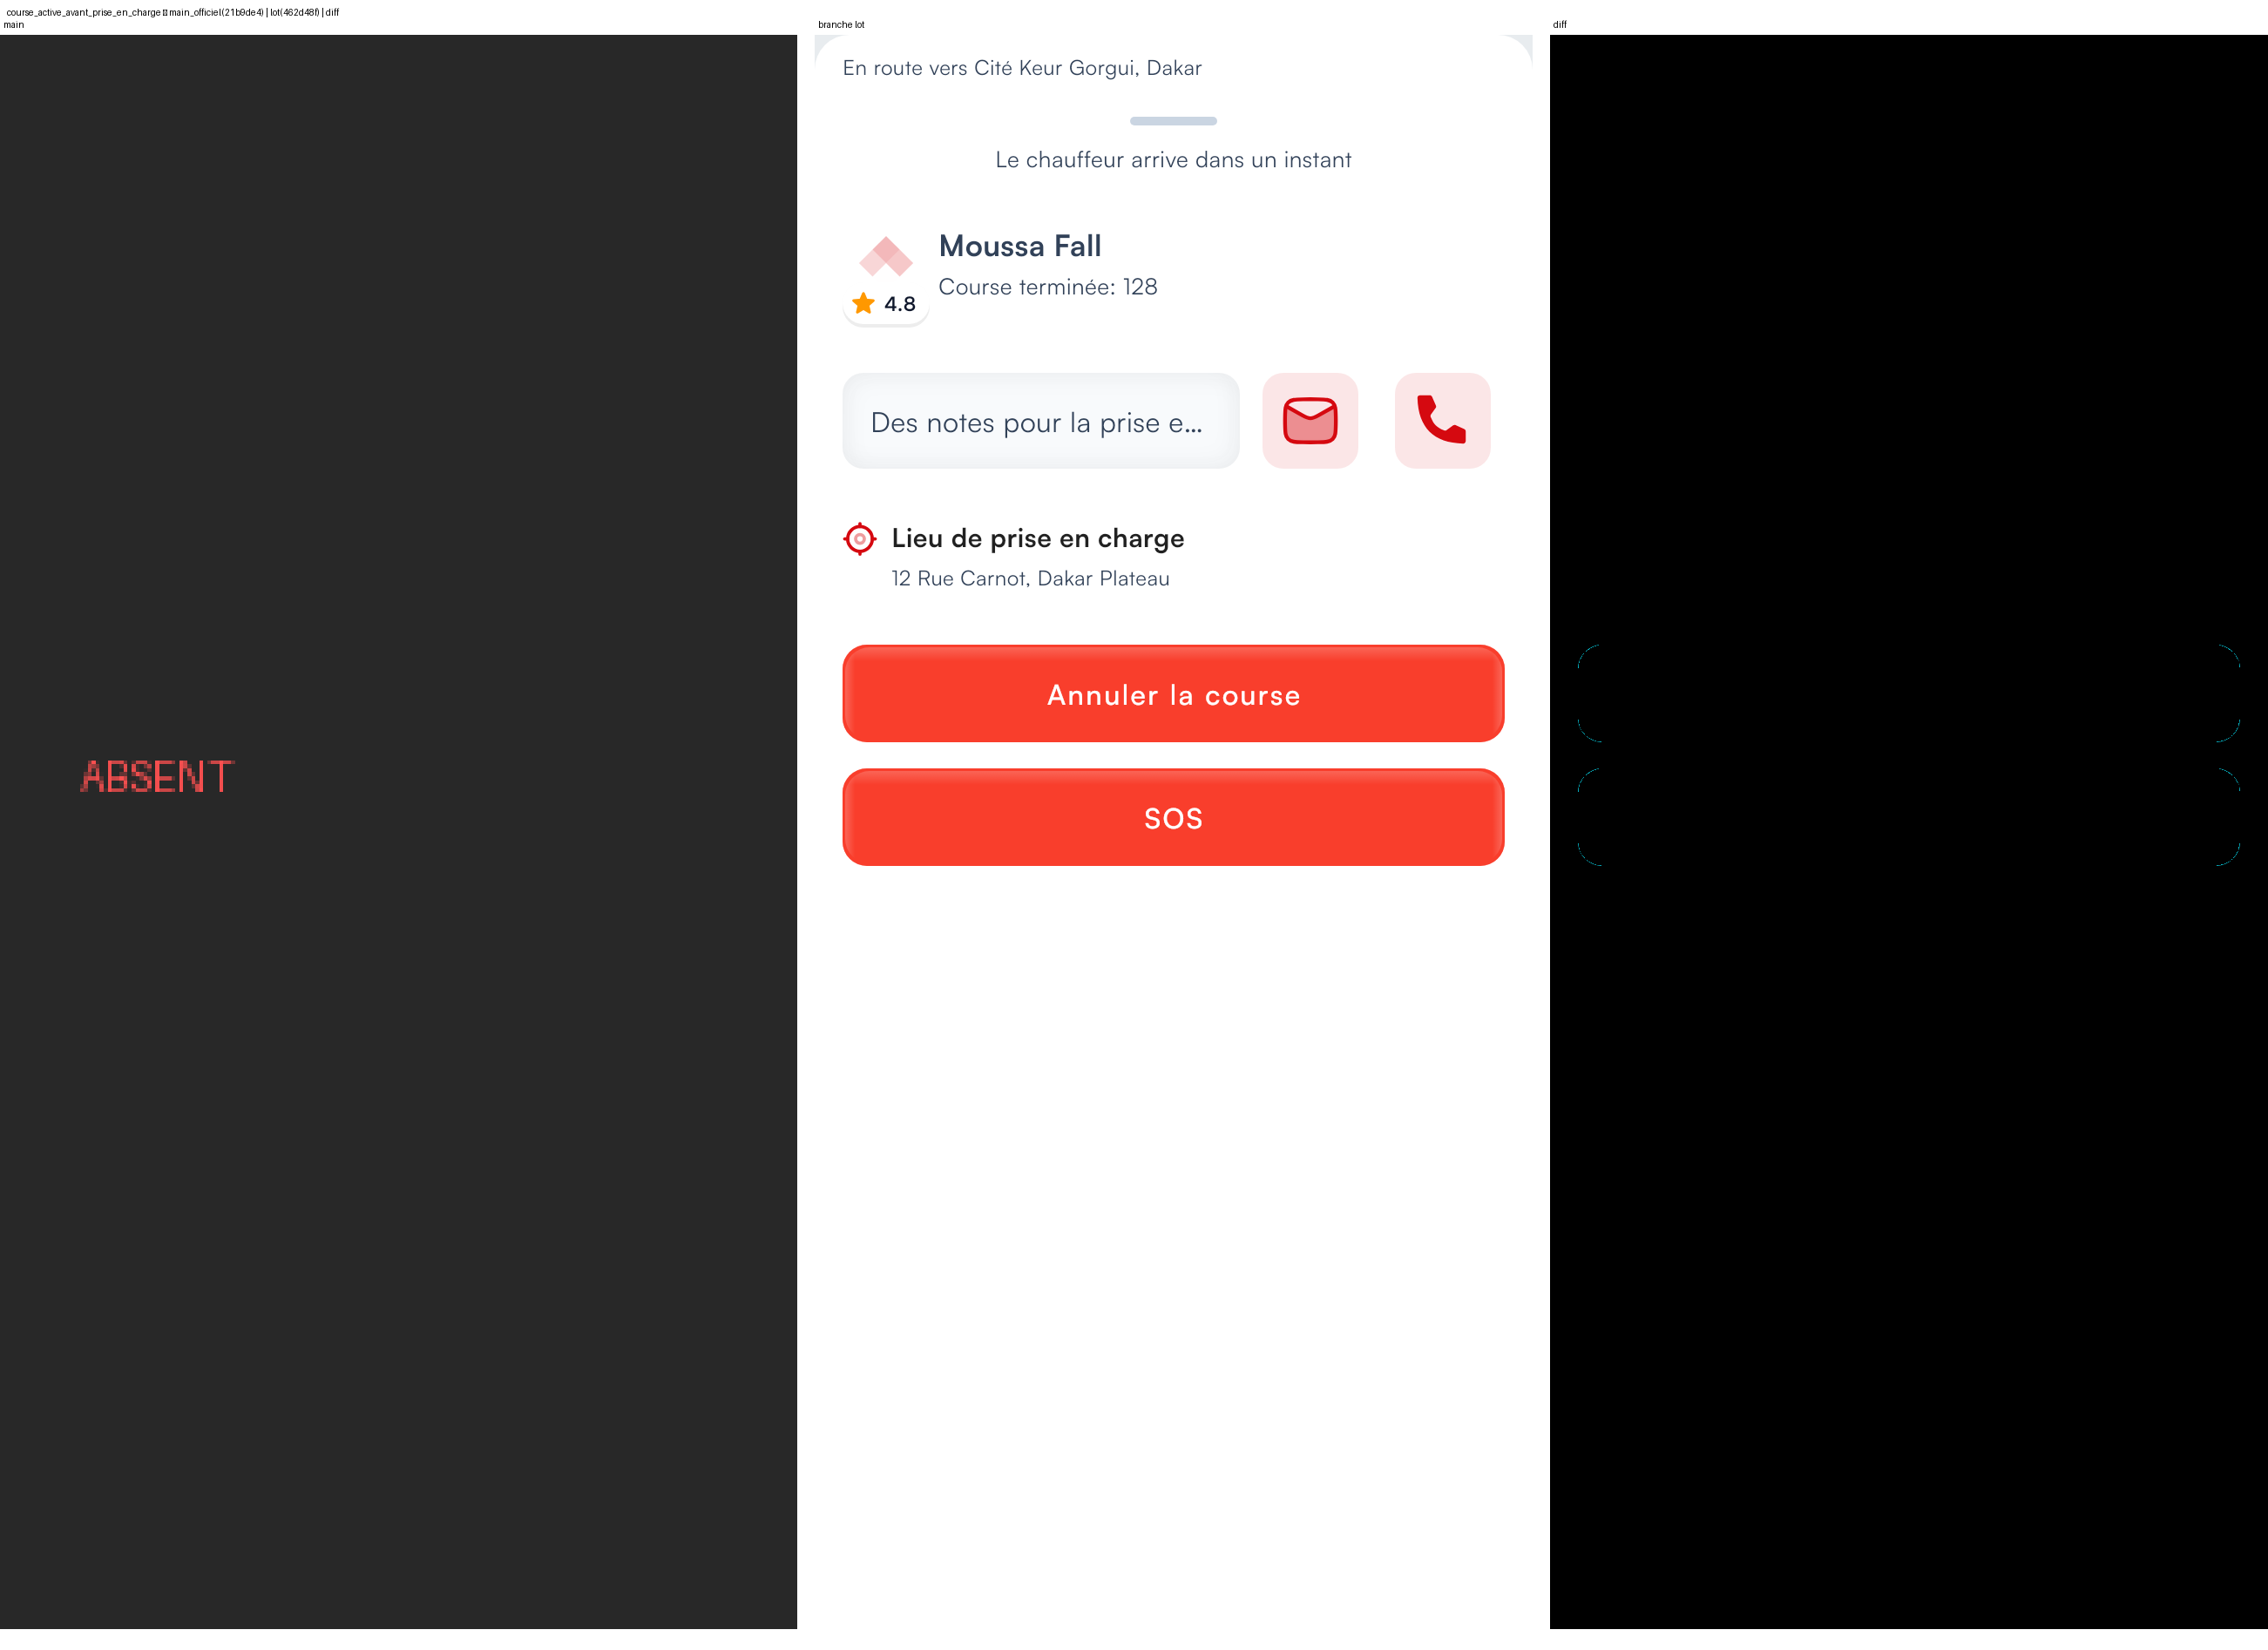 course_active_avant_prise_en_charge main_officiel(21b9de4) | lot(462d48f) | diff
main
branche lot
diff
En route vers Cité Keur Gorgui, Dakar
Le chauffeur arrive dans un instant
Moussa Fall
Course terminée: 128
4.8
Des notes pour la prise e...
Lieu de prise en charge
12 Rue Carnot, Dakar Plateau
Annuler la course
ABSENT
SOS